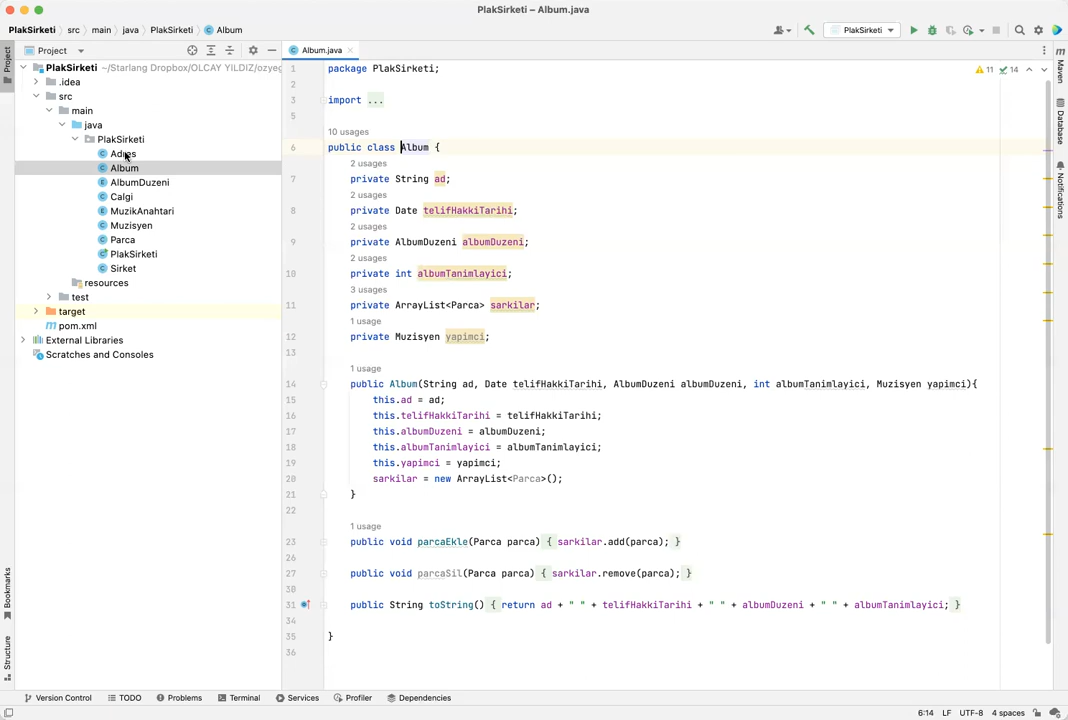 PlakSirketi – Album.java
PlakSirketi src main java PlakSirketi Album
PlakSirketi
Project
Album.java
PlakSirketi ~/Starlang Dropbox/OLCAY YILDIZ/ozyeg
.idea
src
main
java
PlakSirketi
Adres
Album
AlbumDuzeni
Calgi
MuzikAnahtari
Muzisyen
Parca
PlakSirketi
Sirket
resources
test
target
pom.xml
External Libraries
Scratches and Consoles
11 14
1 package PlakSirketi;
2
3 import ...
5
10 usages
6 public class Album {
2 usages
7 private String ad;
2 usages
8 private Date telifHakkiTarihi;
2 usages
9 private AlbumDuzeni albumDuzeni;
2 usages
10 private int albumTanimlayici;
3 usages
11 private ArrayList<Parca> sarkilar;
1 usage
12 private Muzisyen yapimci;
13
1 usage
14 public Album(String ad, Date telifHakkiTarihi, AlbumDuzeni albumDuzeni, int albumTanimlayici, Muzisyen yapimci){
15 this.ad = ad;
16 this.telifHakkiTarihi = telifHakkiTarihi;
17 this.albumDuzeni = albumDuzeni;
18 this.albumTanimlayici = albumTanimlayici;
19 this.yapimci = yapimci;
20 sarkilar = new ArrayList<Parca>();
21 }
22
1 usage
23 public void parcaEkle(Parca parca) { sarkilar.add(parca); }
26
27 public void parcaSil(Parca parca) { sarkilar.remove(parca); }
30
31 public String toString() { return ad + " " + telifHakkiTarihi + " " + albumDuzeni + " " + albumTanimlayici; }
34
35 }
36
Project
Bookmarks
Structure
Maven
Database
Notifications
Version Control TODO Problems Terminal Services Profiler Dependencies
6:14 LF UTF-8 4 spaces